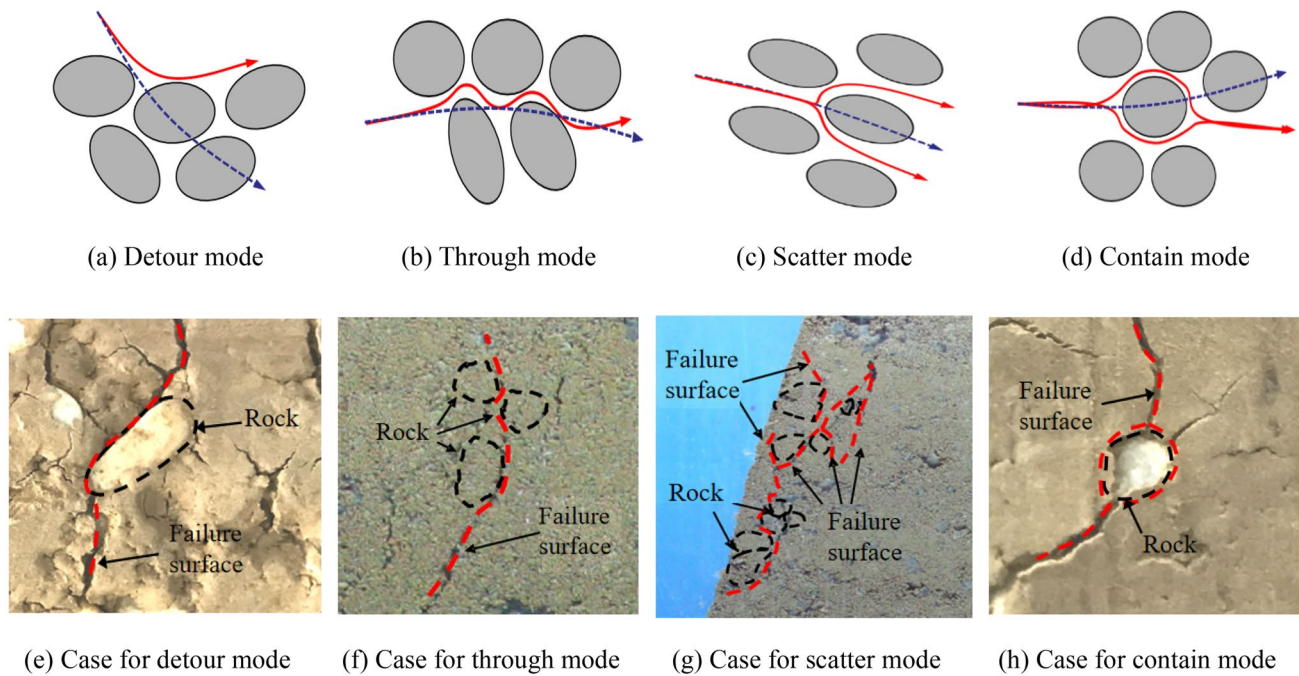 (a) Detour mode
(b) Through mode
(c) Scatter mode
(d) Contain mode
Rock
Failure
surface
Rock
Failure
surface
Failure
surface
Rock
Failure
surface
Failure
surface
Rock
(e) Case for detour mode
(f) Case for through mode
(g) Case for scatter mode
(h) Case for contain mode